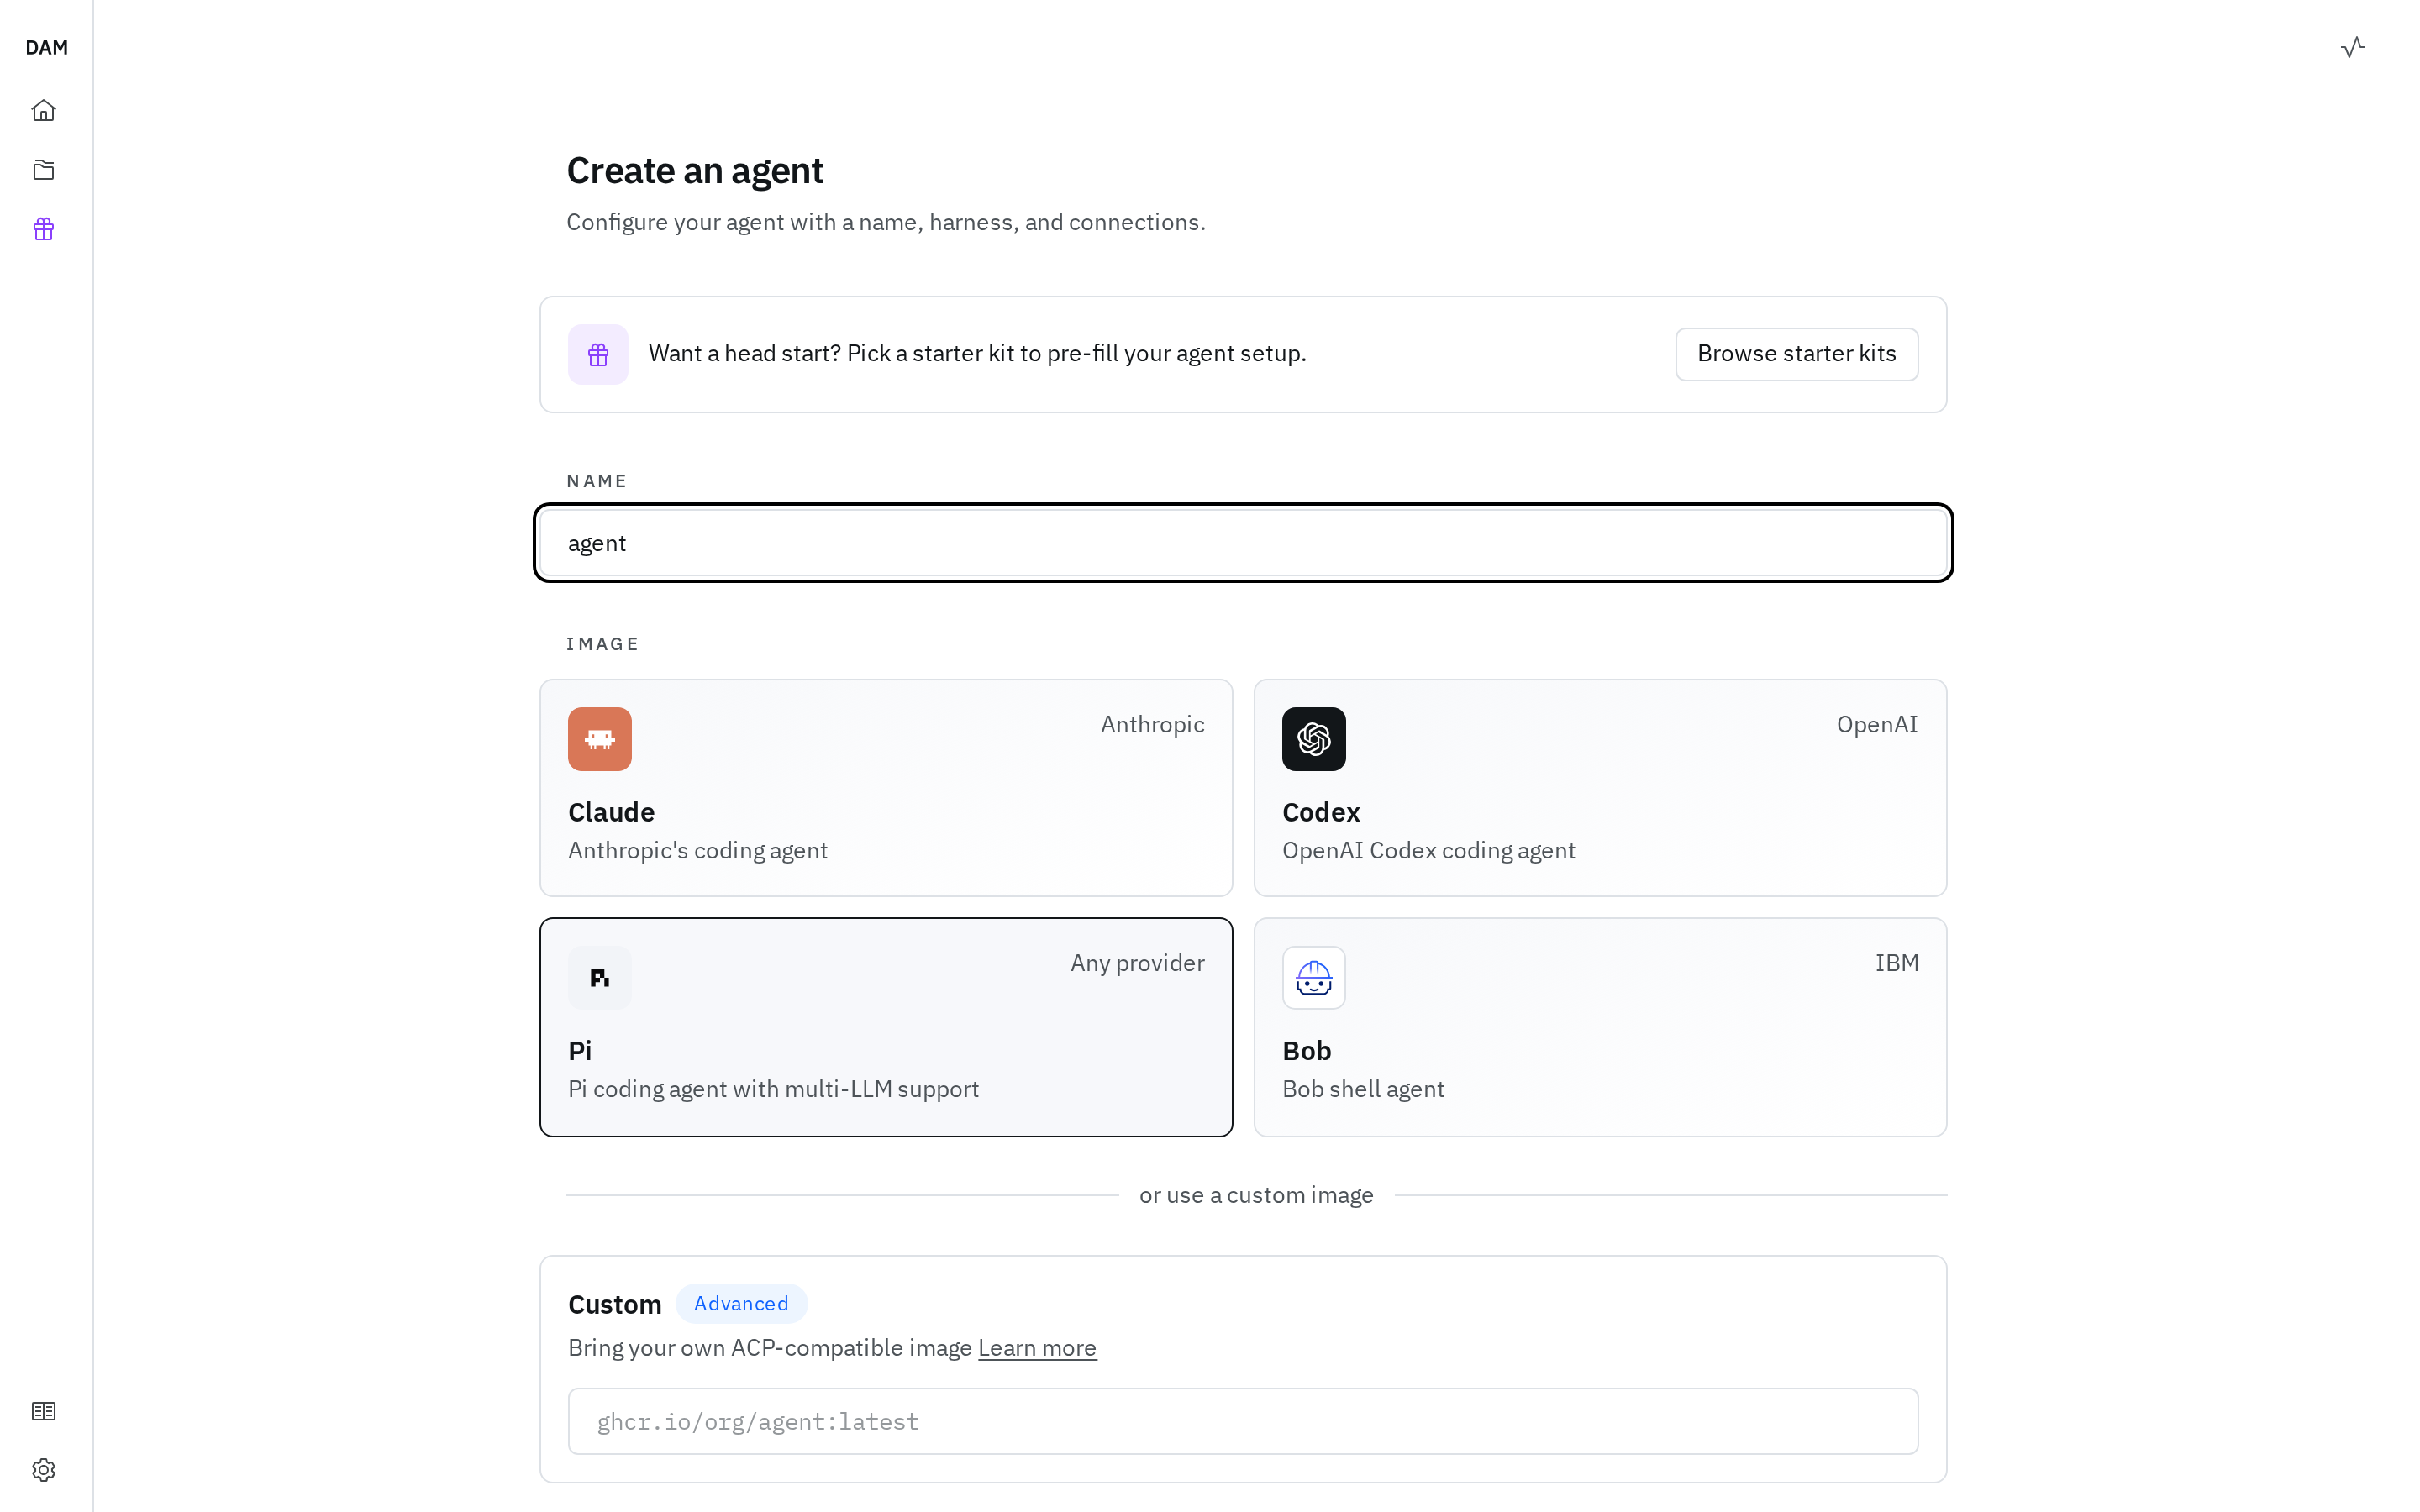 DAM
Create an agent
Configure your agent with a name, harness, and connections.
Want a head start? Pick a starter kit to pre-fill your agent setup.
Browse starter kits
NAME
agent
IMAGE
Anthropic
Claude
Anthropic's coding agent
OpenAI
Codex
OpenAI Codex coding agent
Any provider
Pi
Pi coding agent with multi-LLM support
IBM
Bob
Bob shell agent
or use a custom image
Custom Advanced
Bring your own ACP-compatible image Learn more
ghcr.io/org/agent:latest